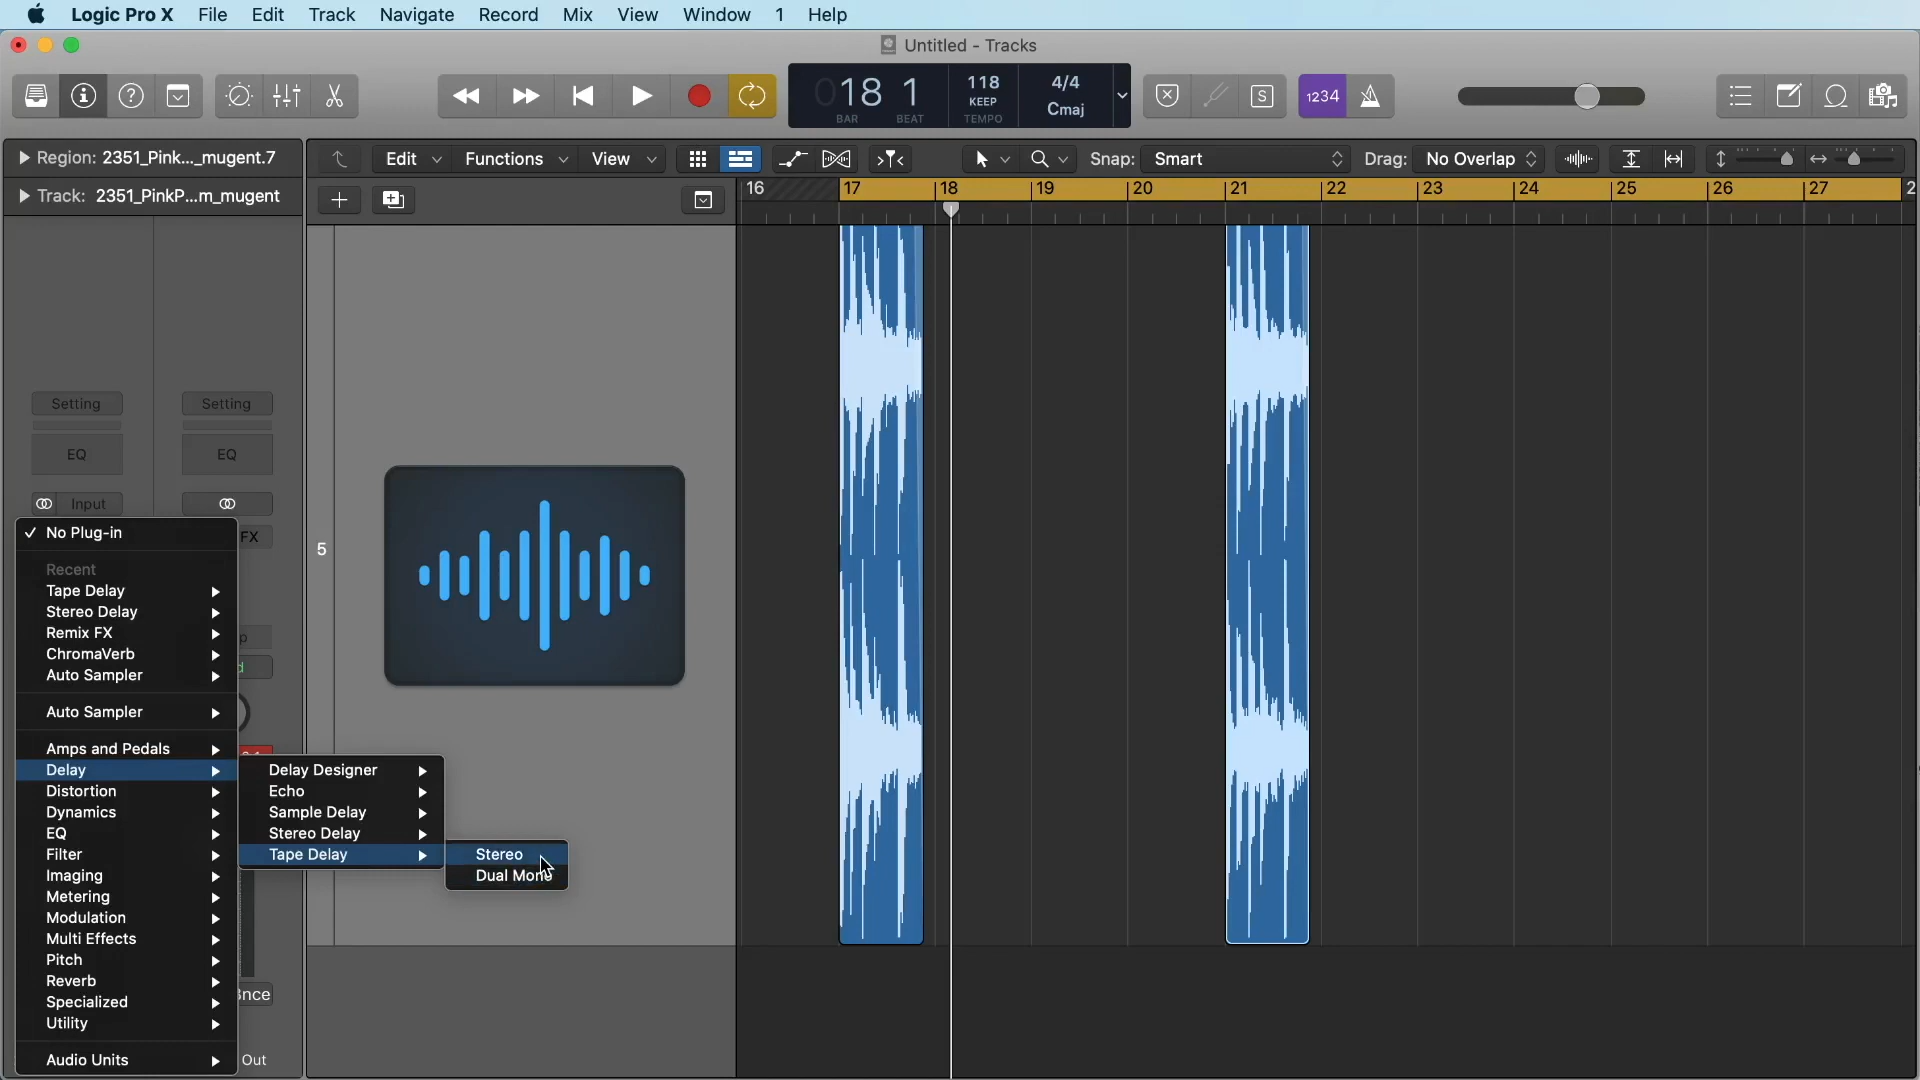 Logic Pro X File Edit Track Navigate Record Mix View Window 1 Help
Untitled - Tracks
018 1
BAR BEAT
118
KEEP
TEMPO
4/4
Cmaj
S
1234
Region: 2351_Pink..._mugent.7
Edit Functions View
Snap: Smart
Drag: No Overlap
Track: 2351_PinkP...m_mugent
16 17 18 19 20 21 22 23 24 25 26 27 2
Setting Setting
EQ EQ
Input
FX
5
No Plug-in
Recent
Tape Delay
Stereo Delay
Remix FX
ChromaVerb
Auto Sampler
Auto Sampler
Amps and Pedals
Delay
Distortion
Dynamics
EQ
Filter
Imaging
Metering
Modulation
Multi Effects
Pitch
Reverb
Specialized
Utility
Audio Units
Delay Designer
Echo
Sample Delay
Stereo Delay
Tape Delay
Stereo
Dual Mono
Bnce
Out